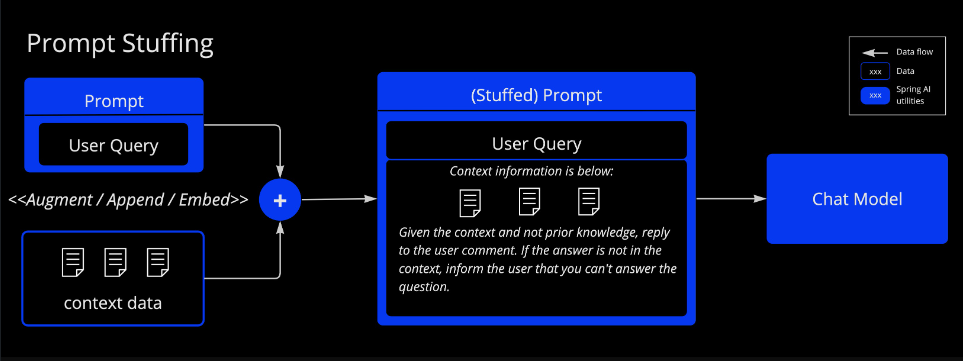 Prompt Stuffing
Data flow
xxx
Data
xxx
Spring AI
utilities
Prompt
User Query
<<Augment / Append / Embed>>
+
context data
(Stuffed) Prompt
User Query
Context information is below:
Given the context and not prior knowledge, reply
to the user comment. If the answer is not in the
context, inform the user that you can't answer the
question.
Chat Model